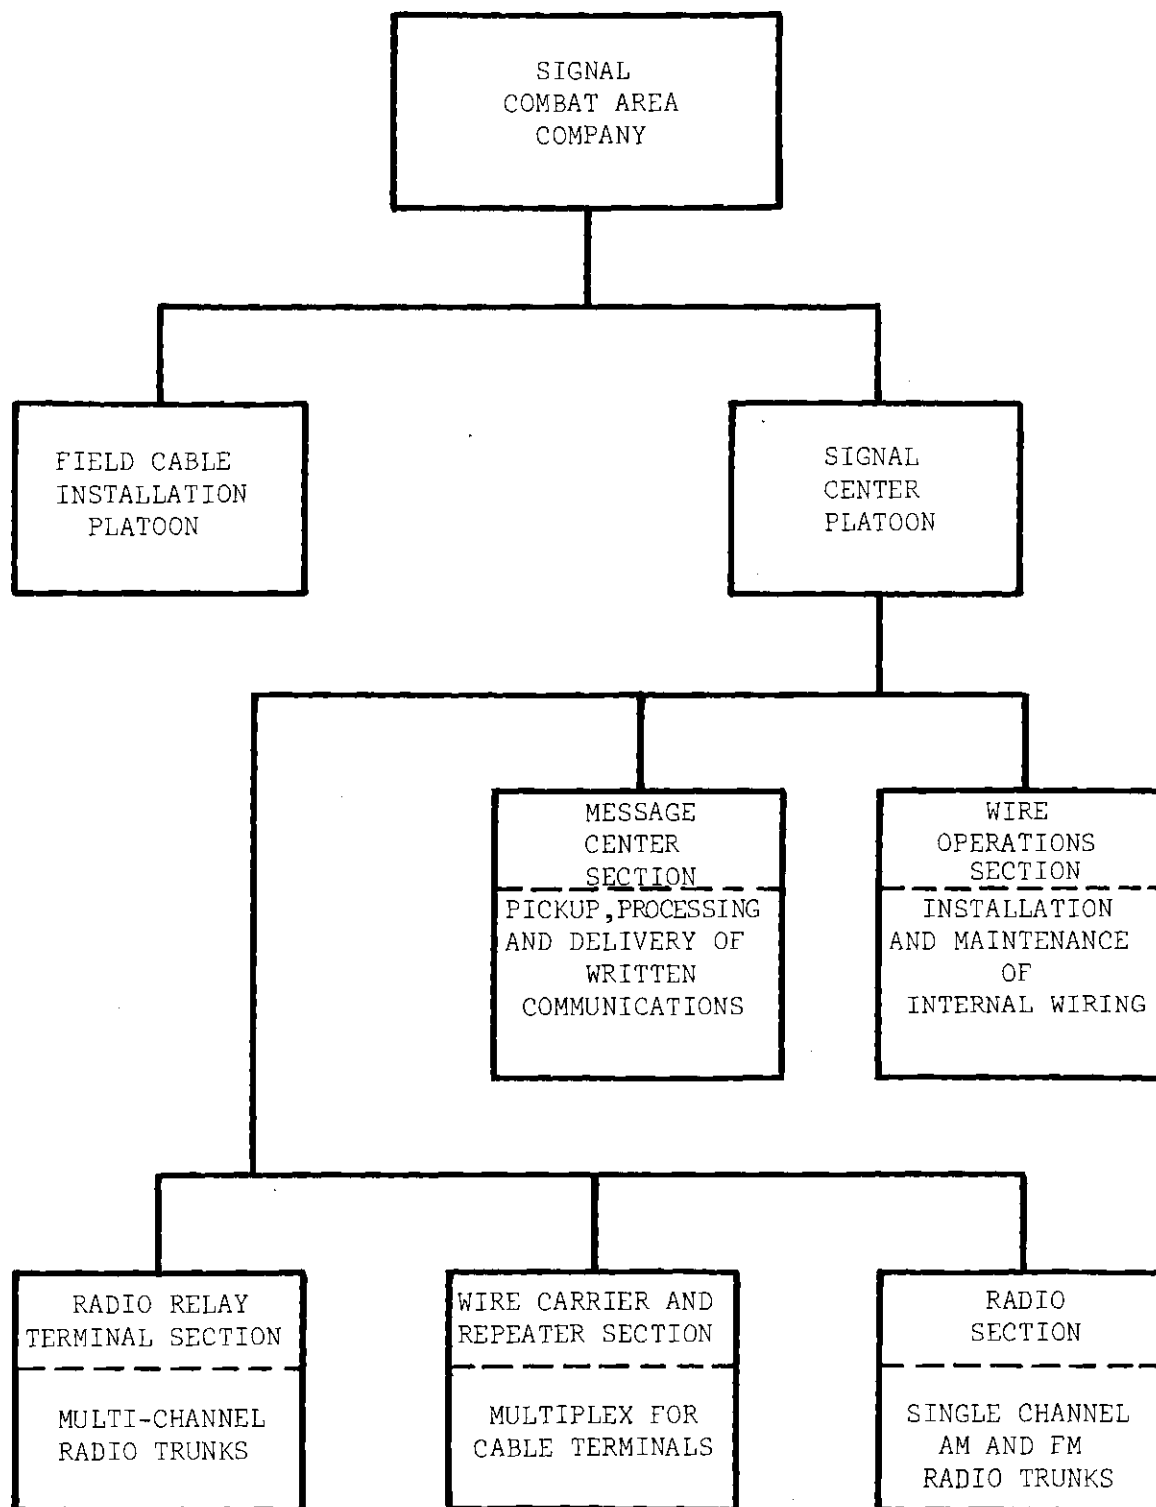 SIGNAL
COMBAT AREA
COMPANY
FIELD CABLE
INSTALLATION
PLATOON
SIGNAL
CENTER
PLATOON
MESSAGE
CENTER
SECTION
PICKUP,PROCESSING
AND DELIVERY OF
WRITTEN
COMMUNICATIONS
WIRE
OPERATIONS
SECTION
INSTALLATION
AND MAINTENANCE
OF
INTERNAL WIRING
RADIO RELAY
TERMINAL SECTION
MULTI-CHANNEL
RADIO TRUNKS
WIRE CARRIER AND
REPEATER SECTION
MULTIPLEX FOR
CABLE TERMINALS
RADIO
SECTION
SINGLE CHANNEL
AM AND FM
RADIO TRUNKS